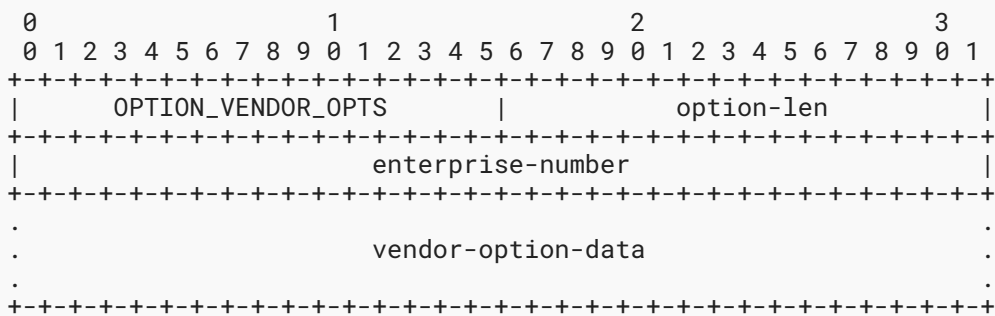 0                   1                   2                   3
 0 1 2 3 4 5 6 7 8 9 0 1 2 3 4 5 6 7 8 9 0 1 2 3 4 5 6 7 8 9 0 1
+-+-+-+-+-+-+-+-+-+-+-+-+-+-+-+-+-+-+-+-+-+-+-+-+-+-+-+-+-+-+-+-+
|      OPTION_VENDOR_OPTS       |           option-len          |
+-+-+-+-+-+-+-+-+-+-+-+-+-+-+-+-+-+-+-+-+-+-+-+-+-+-+-+-+-+-+-+-+
|                       enterprise-number                       |
+-+-+-+-+-+-+-+-+-+-+-+-+-+-+-+-+-+-+-+-+-+-+-+-+-+-+-+-+-+-+-+-+
.                                                               .
.                       vendor-option-data                      .
.                                                               .
+-+-+-+-+-+-+-+-+-+-+-+-+-+-+-+-+-+-+-+-+-+-+-+-+-+-+-+-+-+-+-+-+